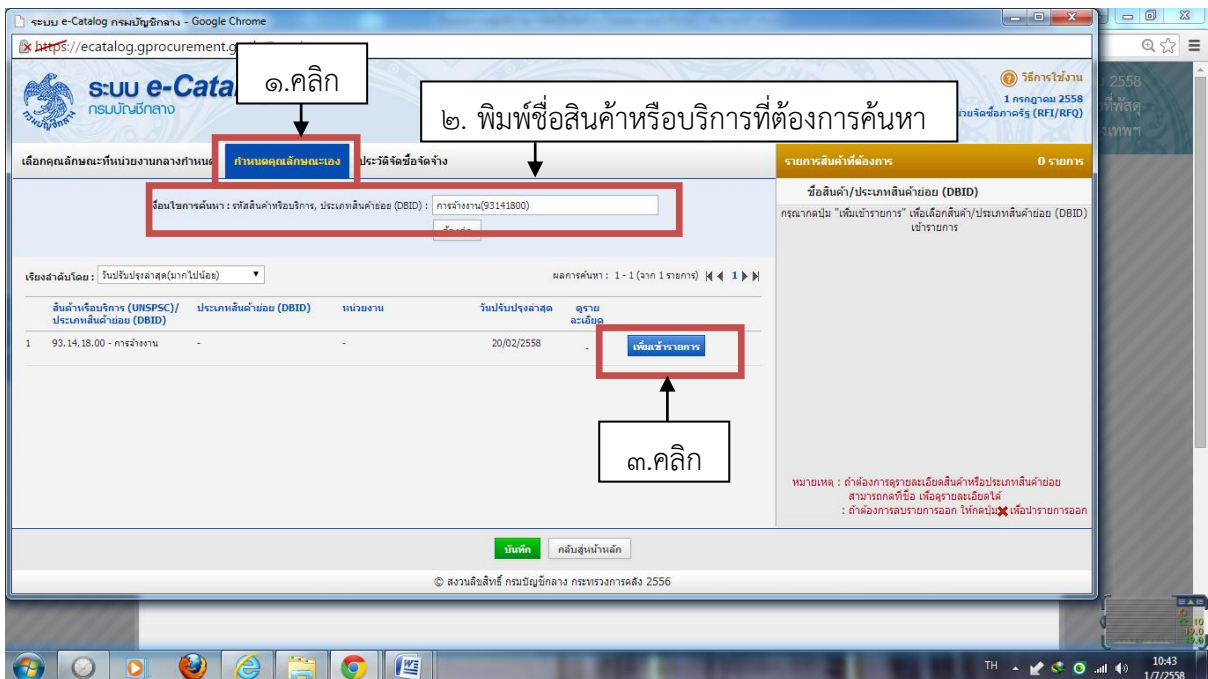 ระบบ e-Catalog กรมบัญชีกลาง - Google Chrome
https://ecatalog.gprocurement.g
ระบบ e-Cata
กรมบัญชีกลาง
๑.คลิก
๒. พิมพ์ชื่อสินค้าหรือบริการที่ต้องการค้นหา
วิธีการใช้งาน
1 กรกฎาคม 2558
วยจัดซื้อภาครัฐ (RFI/RFQ)
2558
เลือกคุณลักษณะที่หน่วยงานกลางกำหนด
กำหนดคุณลักษณะเอง
ประวัติจัดซื้อจัดจ้าง
รายการสินค้าที่ต้องการ 0 รายการ
งื่อนไขการค้นหา : รหัสสินค้าหรือบริการ, ประเภทสินค้าย่อย (DBID) : การจ้างงาน(93141800)
ชื่อสินค้า/ประเภทสินค้าย่อย (DBID)
กรุณากดปุ่ม "เพิ่มเข้ารายการ" เพื่อเลือกสินค้า/ประเภทสินค้าย่อย (DBID)
เข้ารายการ
เรียงลำดับโดย : วันปรับปรุงล่าสุด(มากไปน้อย)
ผลการค้นหา : 1 - 1 (จาก 1 รายการ) 1
สินค้าหรือบริการ (UNSPSC)/ ประเภทสินค้าย่อย (DBID) หน่วยงาน วันปรับปรุงล่าสุด ดูราย
ประเภทสินค้าย่อย (DBID) ละเอียด
1 93.14.18.00 - การจ้างงาน - - 20/02/2558 - เพิ่มเข้ารายการ
๓.คลิก
หมายเหตุ : ถ้าต้องการดูรายละเอียดสินค้าหรือประเภทสินค้าย่อย
สามารถกดที่ชื่อ เพื่อดูรายละเอียดได้
: ถ้าต้องการลบรายการออก ให้กดปุ่ม เพื่อนำรายการออก
บันทึก กลับสู่หน้าหลัก
© สงวนลิขสิทธิ์ กรมบัญชีกลาง กระทรวงการคลัง 2556
TH 10:43
1/7/2558